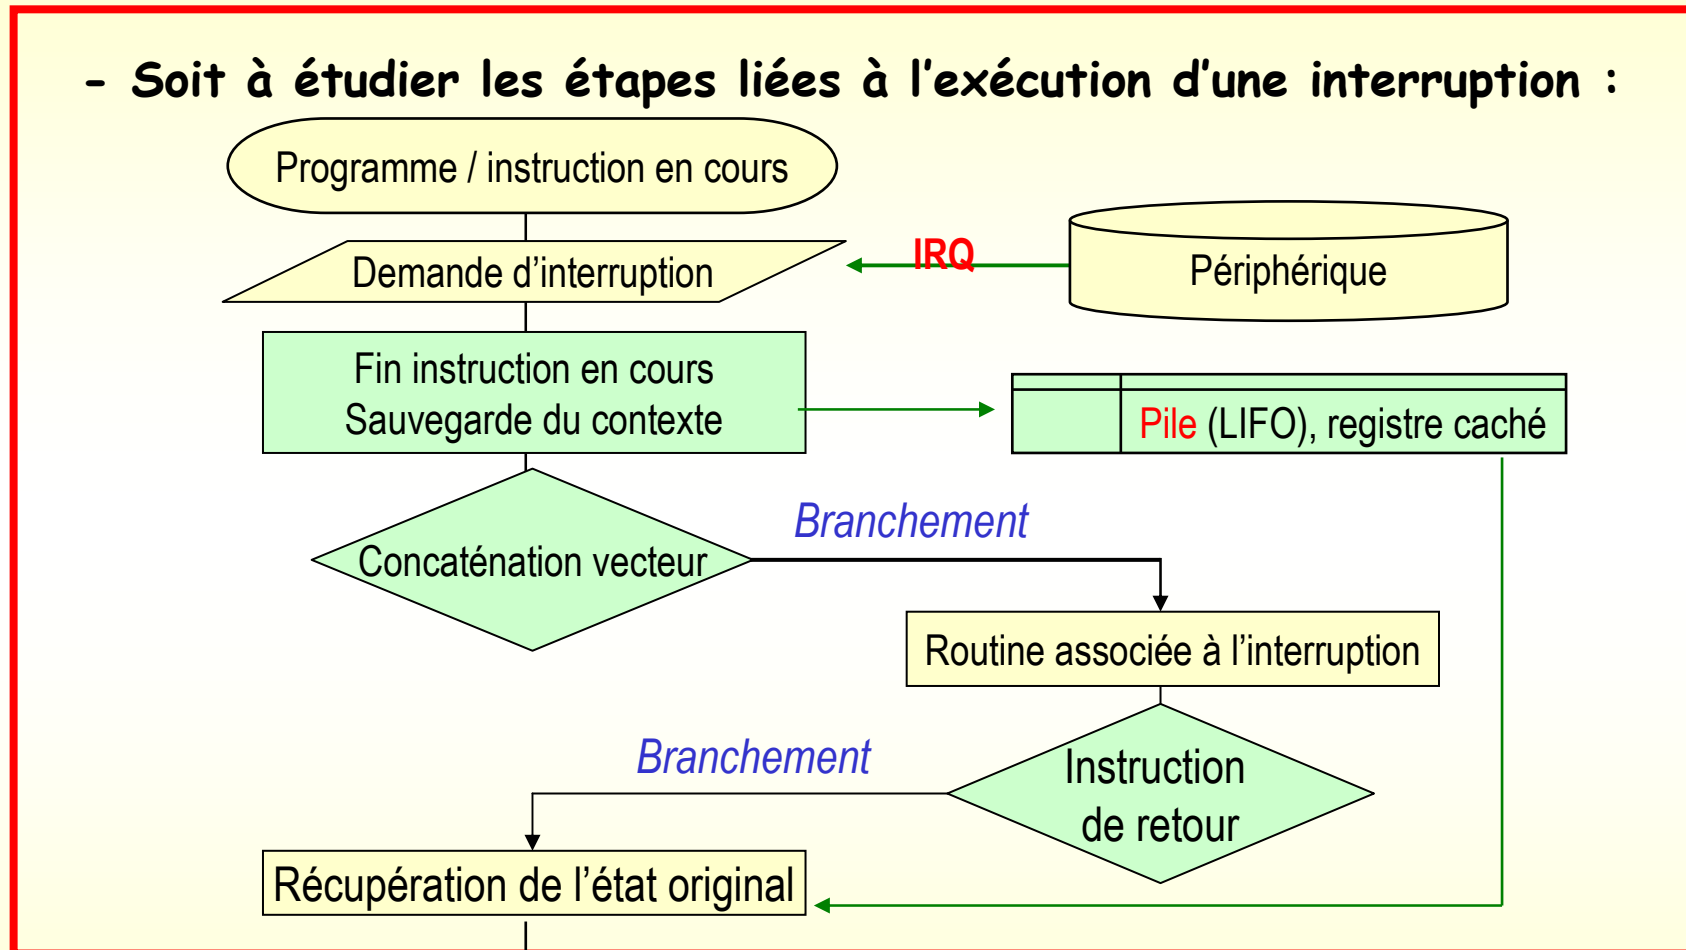 - Soit à étudier les étapes liées à l'exécution d'une interruption :
Programme / instruction en cours
IRQ
Demande d'interruption
Périphérique
Fin instruction en cours
Sauvegarde du contexte
Pile (LIFO), registre caché
Branchement
Concaténation vecteur
Routine associée à l'interruption
Branchement
Instruction
de retour
Récupération de l'état original